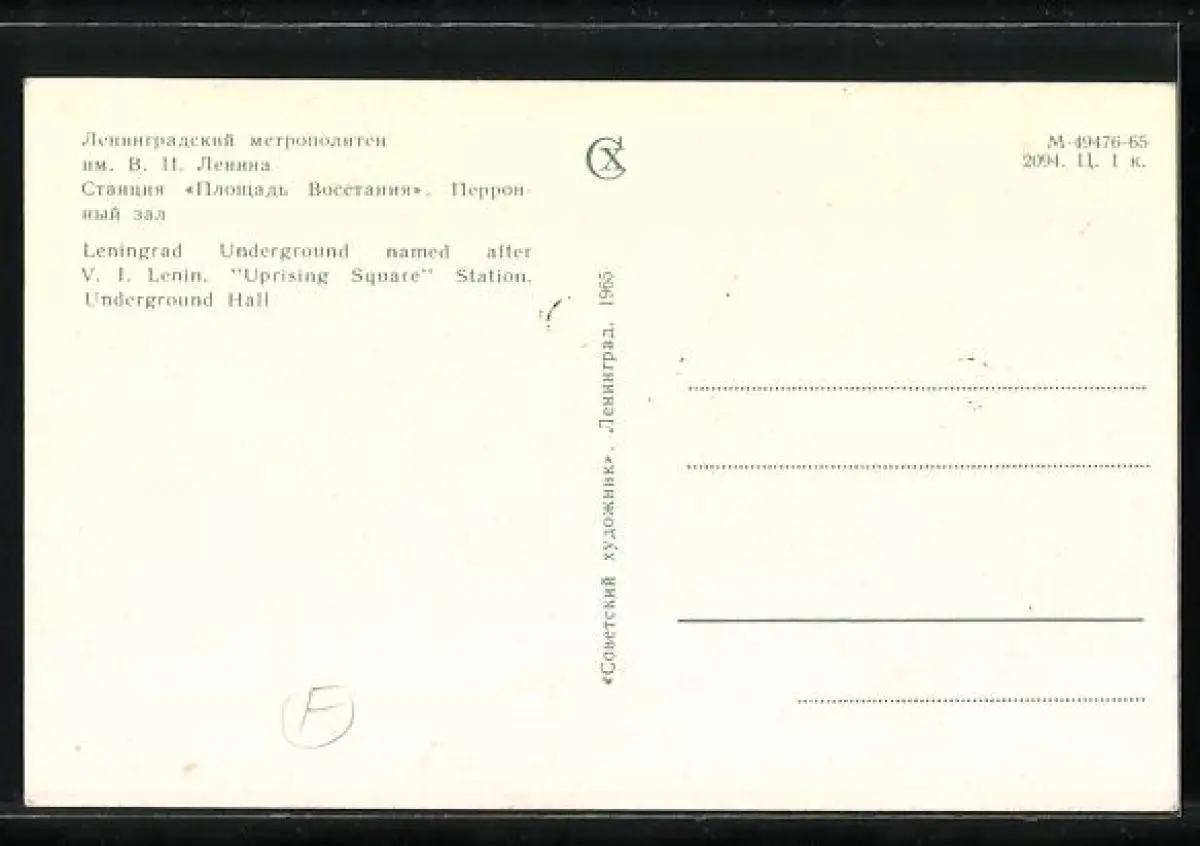 Ленинградский метрополитен
им. В. И. Ленина
Станция «Площадь Восстания». Перрон-
ный зал
Leningrad Underground named after
V. I. Lenin. "Uprising Square" Station.
Underground Hall
СХ
М-49476-65
2094. Ц. 1 к.
«Советский художник». Ленинград. 1965
F